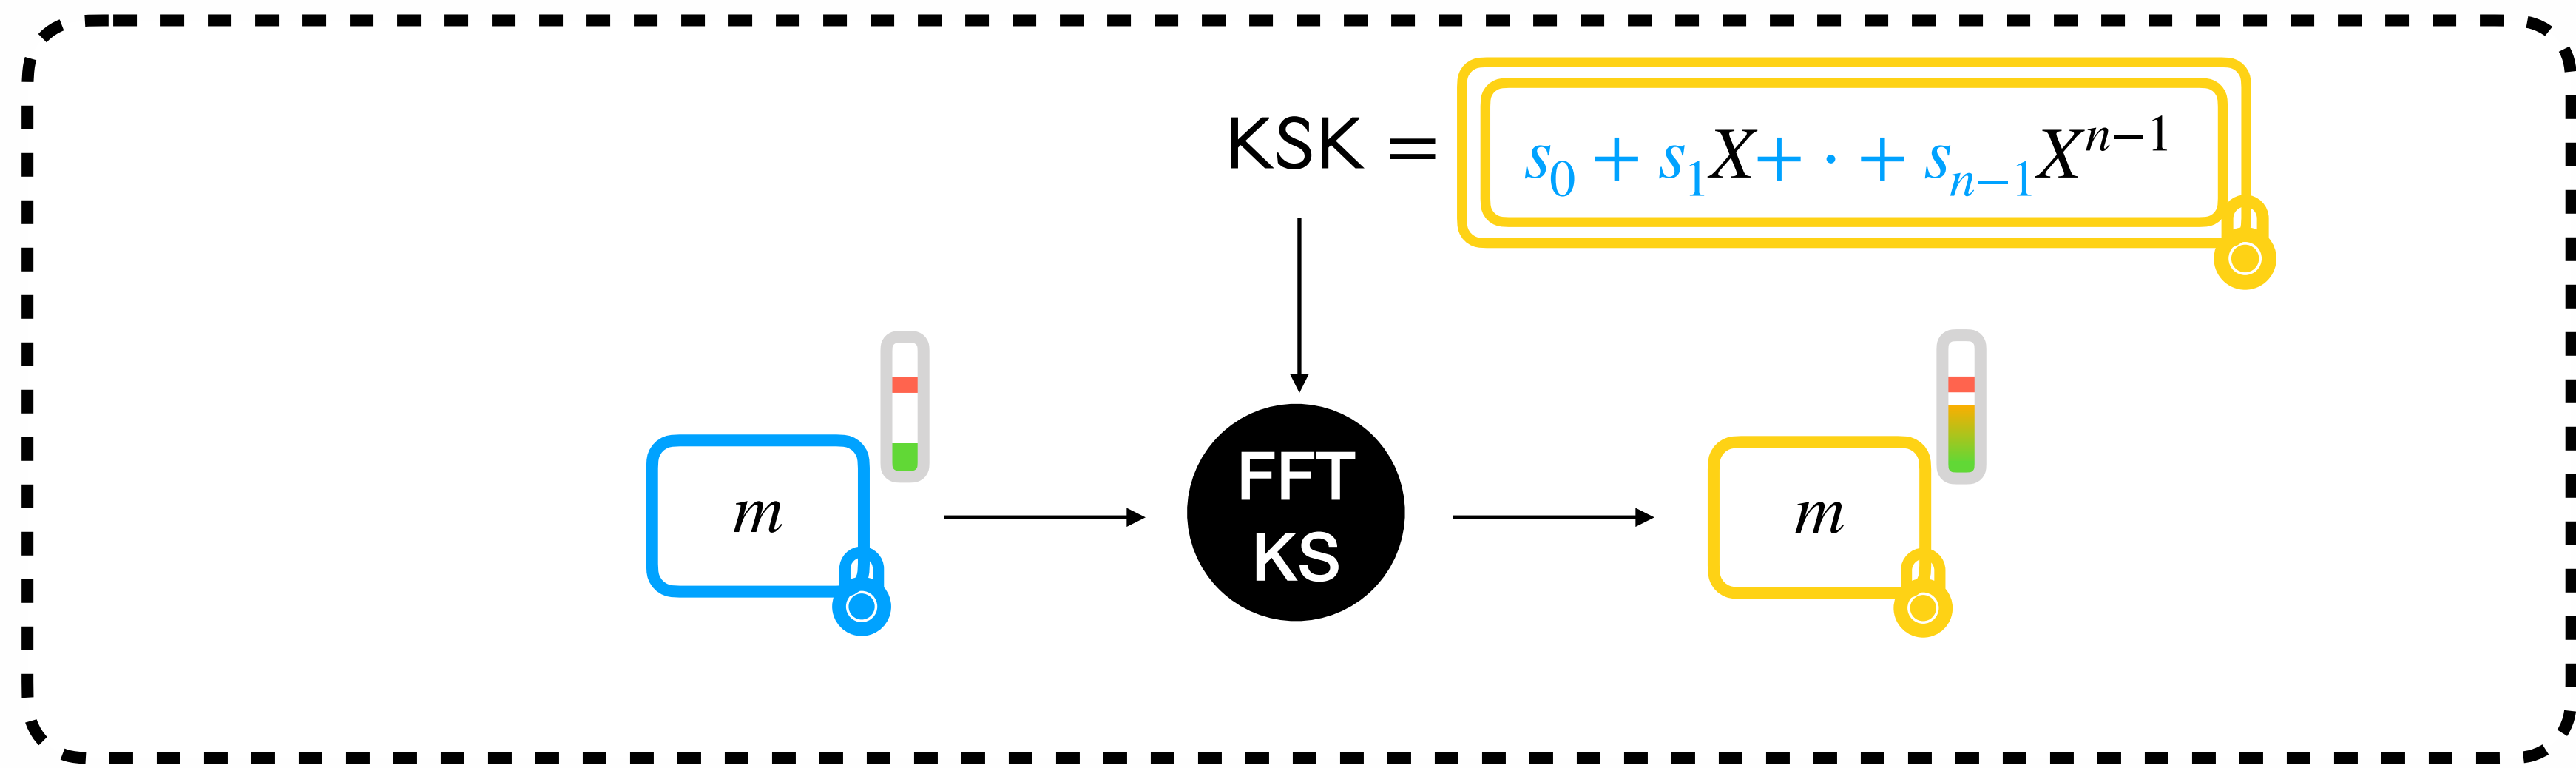 KSK = s₀ + s₁X + · + sₙ₋₁Xⁿ⁻¹
FFT
KS
m
m